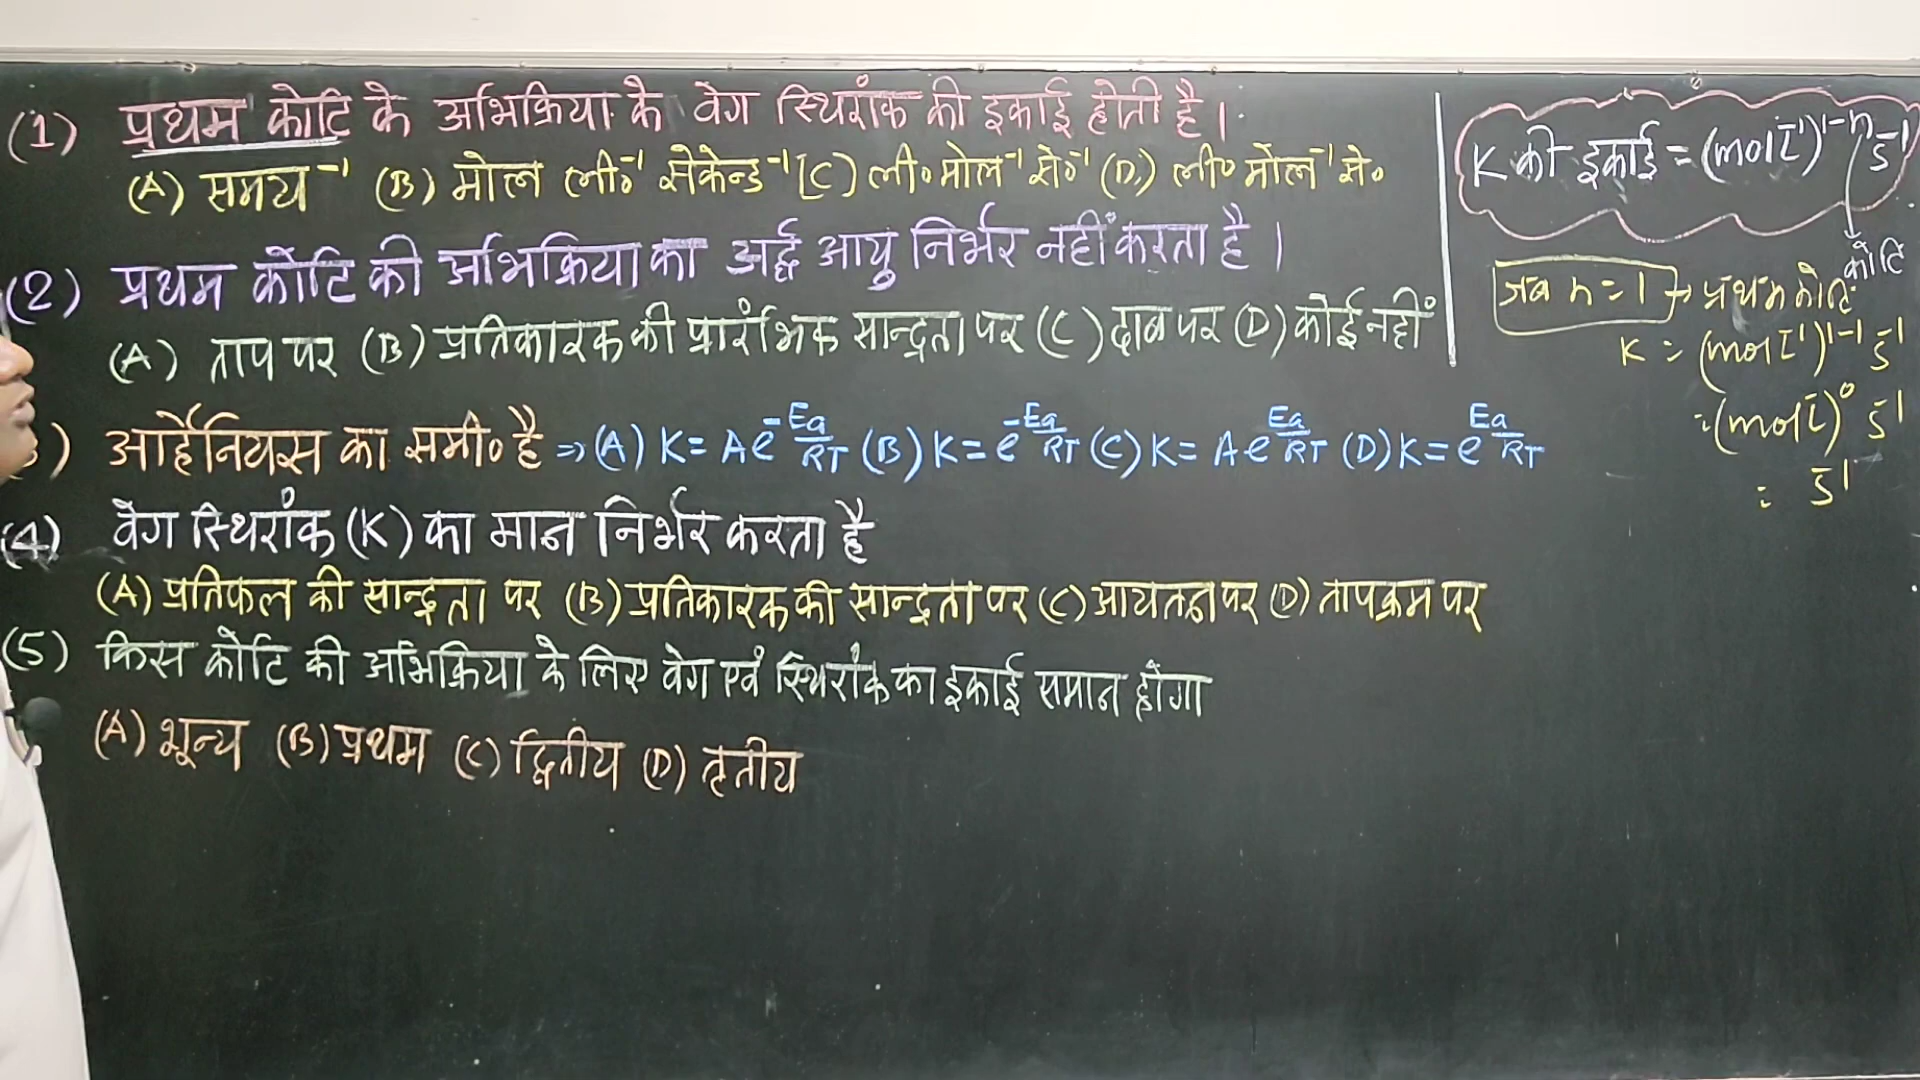 (1) प्रथम कोटि के अभिक्रिया के वेग स्थिरांक की इकाई होती है।
(A) समय⁻¹ (B) मोल ली०⁻¹ सेकेन्ड⁻¹ (C) ली० मोल⁻¹ से०⁻¹ (D) ली० मोल⁻¹ से०
(2) प्रथम कोटि की अभिक्रिया का अर्द्ध आयु निर्भर नहीं करता है।
(A) ताप पर (B) प्रतिकारक की प्रारंभिक सान्द्रता पर (C) दाब पर (D) कोई नहीं
) आर्हेनियस का समी० है ⇒ (A) K = Ae^-Ea/RT (B) K = e^-Ea/RT (C) K = Ae^Ea/RT (D) K = e^Ea/RT
(4) वेग स्थिरांक (K) का मान निर्भर करता है
(A) प्रतिफल की सान्द्रता पर (B) प्रतिकारक की सान्द्रता पर (C) आयतन पर (D) तापक्रम पर
(5) किस कोटि की अभिक्रिया के लिए वेग एवं स्थिरांक का इकाई समान होगा
(A) शून्य (B) प्रथम (C) द्वितीय (D) तृतीय
K की इकाई = (mol L⁻¹)¹⁻ⁿ s⁻¹
कोटि
जब n = 1 → प्रथम कोटि
K = (mol L⁻¹)¹⁻¹ s⁻¹
= (mol L⁻)⁰ s⁻¹
= s⁻¹